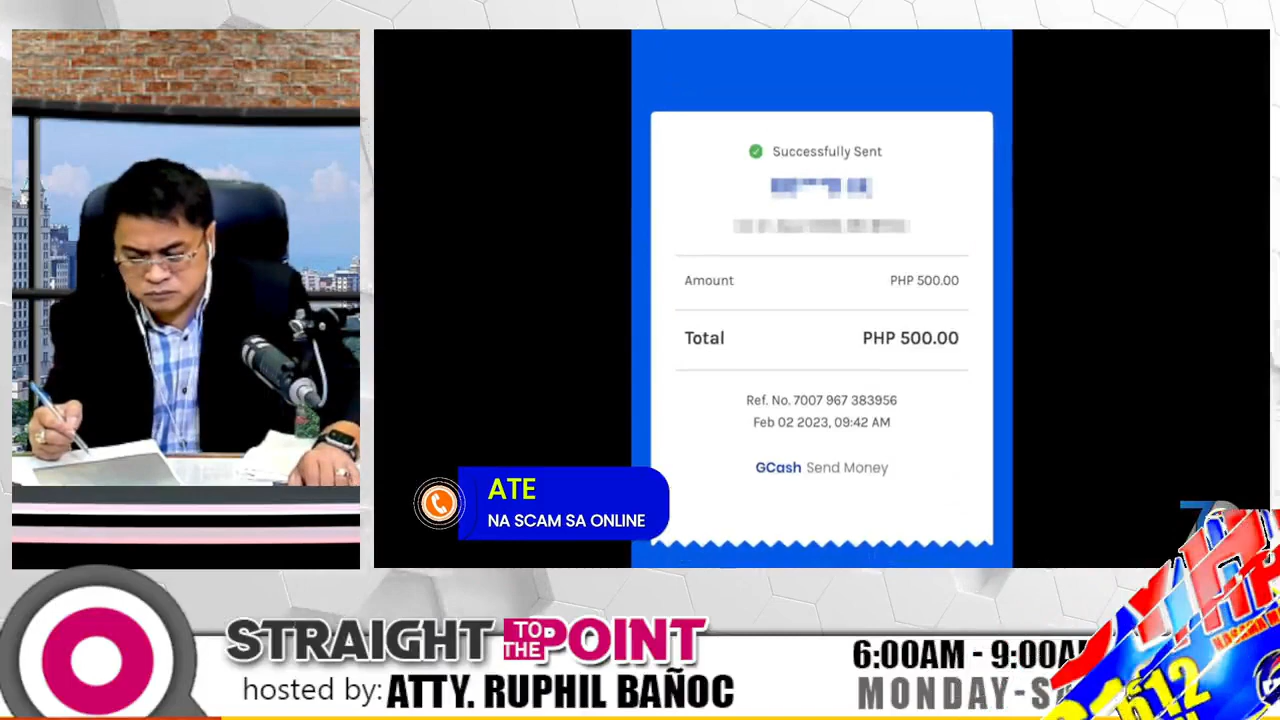 Successfully Sent
Amount PHP 500.00
Total PHP 500.00
Ref. No. 7007 967 383956
Feb 02 2023, 09:42 AM
GCash Send Money
ATE
NA SCAM SA ONLINE
STRAIGHT TO THE POINT
hosted by: ATTY. RUPHIL BAÑOC
6:00AM - 9:00AM
MONDAY-S
612